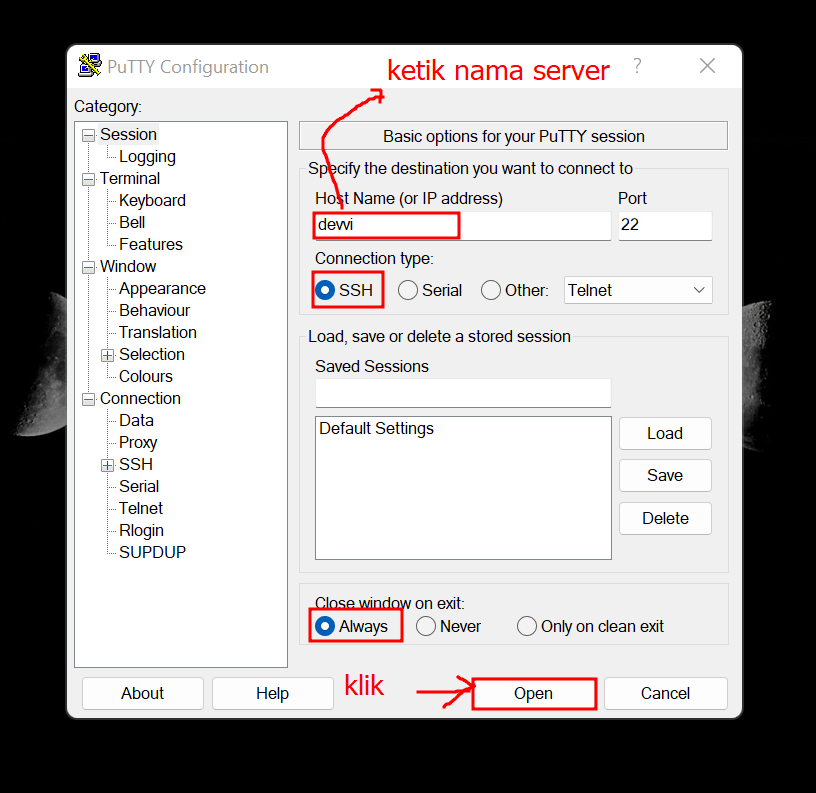 PuTTY Configuration
ketik nama server
?
Category:
Session
Logging
Terminal
Keyboard
Bell
Features
Window
Appearance
Behaviour
Translation
Selection
Colours
Connection
Data
Proxy
SSH
Serial
Telnet
Rlogin
SUPDUP
Basic options for your PuTTY session
Specify the destination you want to connect to
Host Name (or IP address)
Port
devvi
22
Connection type:
SSH
Serial
Other:
Telnet
Load, save or delete a stored session
Saved Sessions
Default Settings
Load
Save
Delete
Close window on exit:
Always
Never
Only on clean exit
About
Help
klik
Open
Cancel